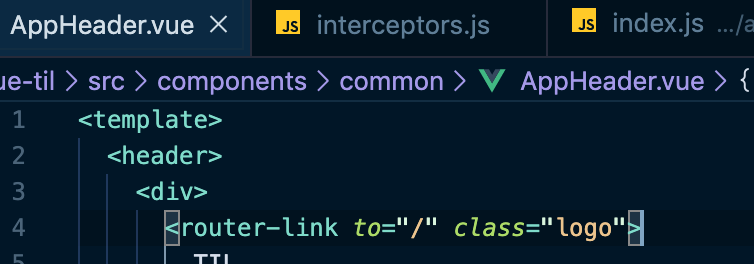 AppHeader.vue × JS interceptors.js JS index.js .../a
ue-til > src > components > common > AppHeader.vue > {
1 <template>
2 <header>
3 <div>
4 <router-link to="/" class="logo">
5 TIL